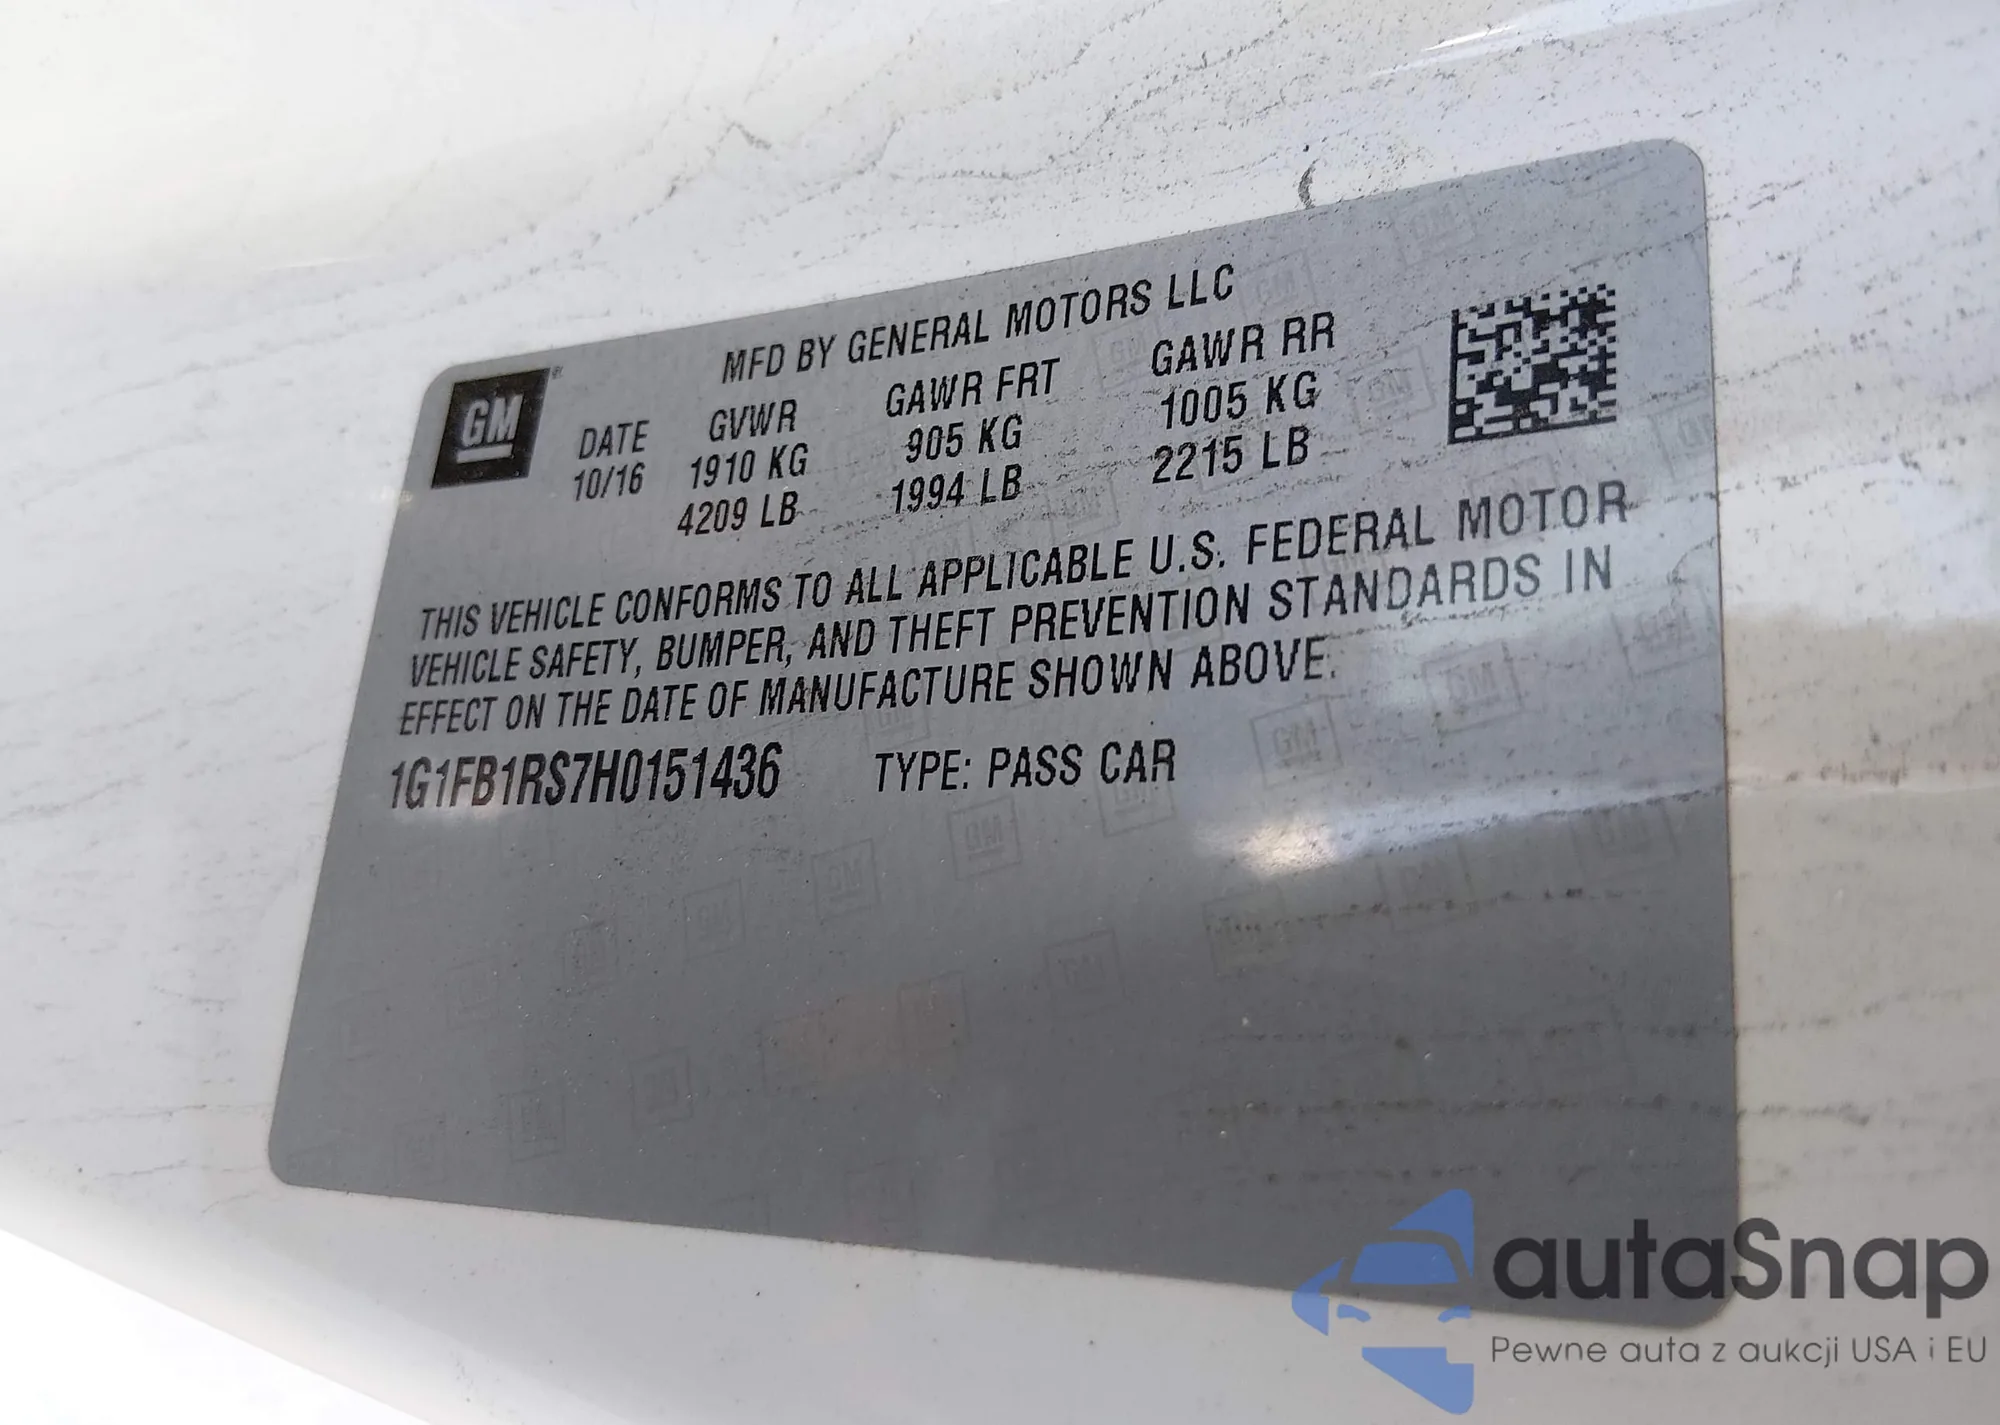 MFD BY GENERAL MOTORS LLC
GM
DATE GVWR GAWR FRT GAWR RR
10/16 1910 KG 905 KG 1005 KG
4209 LB 1994 LB 2215 LB
THIS VEHICLE CONFORMS TO ALL APPLICABLE U.S. FEDERAL MOTOR
VEHICLE SAFETY, BUMPER, AND THEFT PREVENTION STANDARDS IN
EFFECT ON THE DATE OF MANUFACTURE SHOWN ABOVE.
1G1FB1RS7H0151436 TYPE: PASS CAR
autaSnap
Pewne auta z aukcji USA i EU